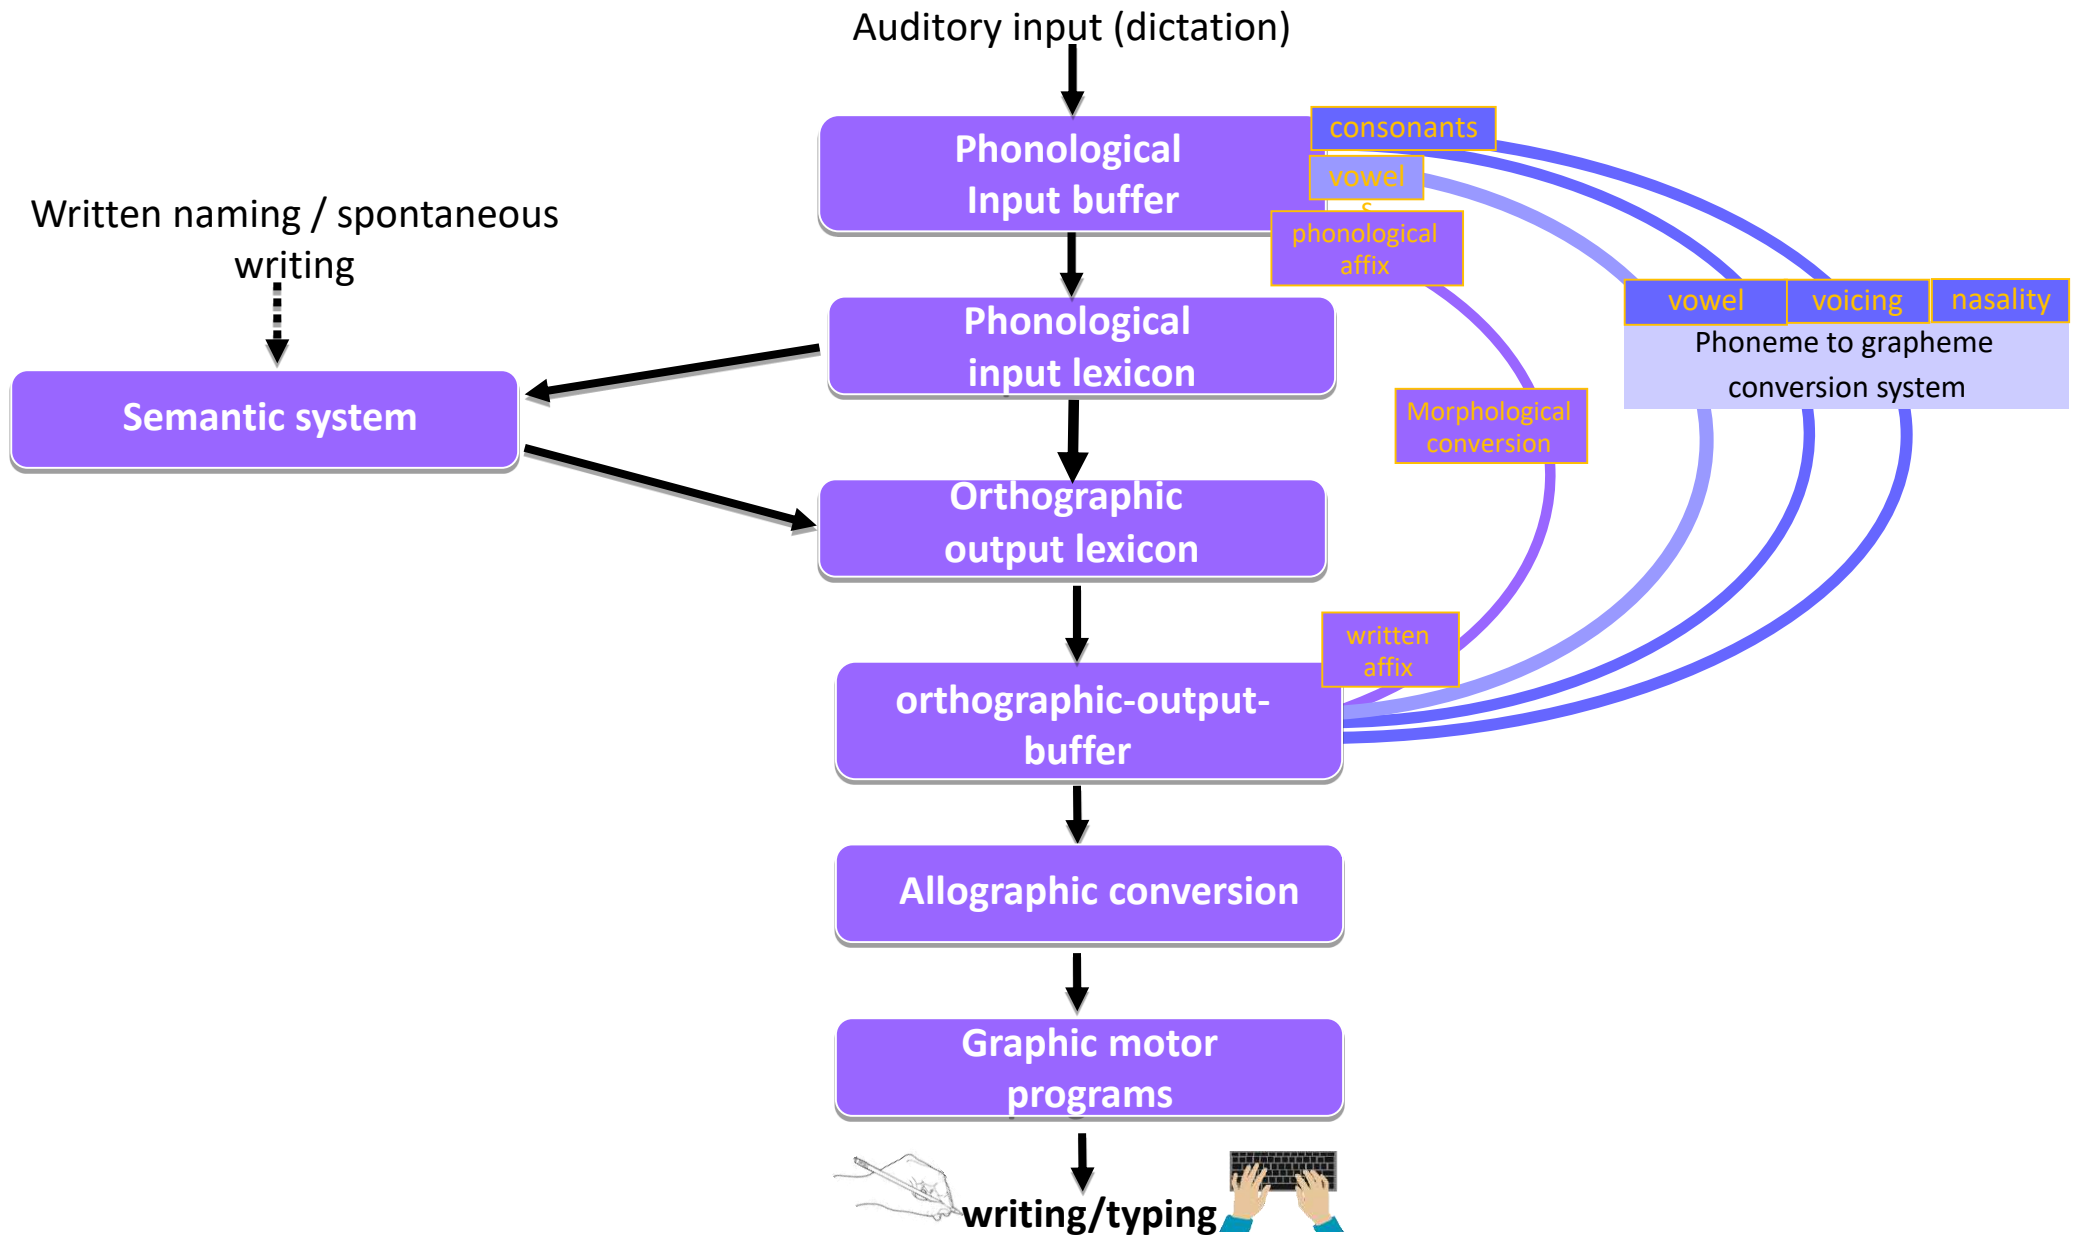 Auditory input (dictation)
Phonological
Input buffer
consonants
vowel
s
phonological
affix
Written naming / spontaneous
writing
Phonological
input lexicon
vowel
voicing
nasality
Phoneme to grapheme
conversion system
Semantic system
Morphological
conversion
Orthographic
output lexicon
written
affix
orthographic-output-
buffer
Allographic conversion
Graphic motor
programs
writing/typing